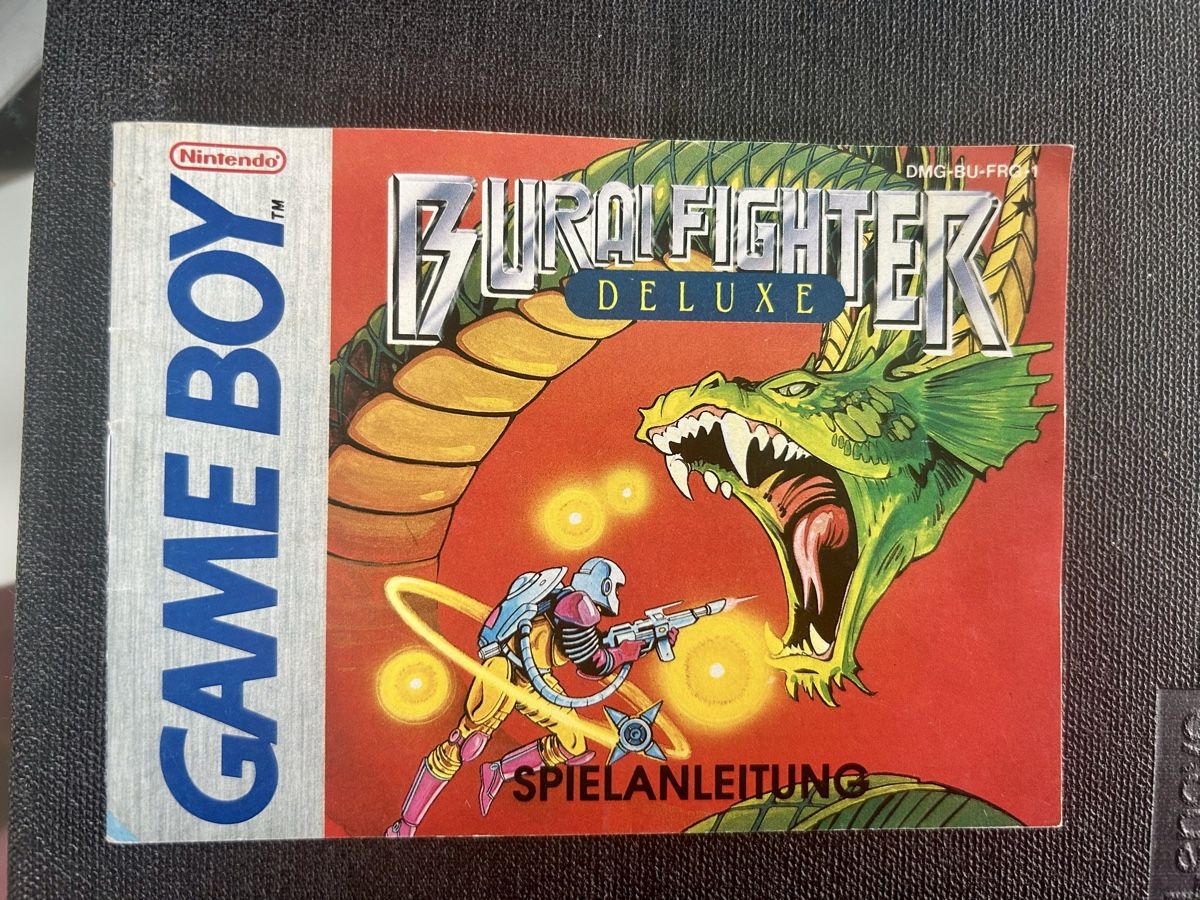 Nintendo
GAME BOY™
DMG-BU-FRG-1
BURAI FIGHTER
DELUXE
SPIELANLEITUNG